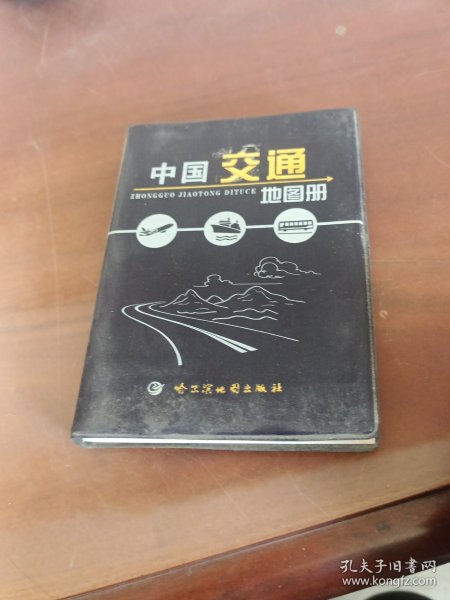 中国 交通
ZHONGGUO JIAOTONG DITUCE
地图册
哈尔滨地图出版社
孔夫子旧书网
www.kongfz.com